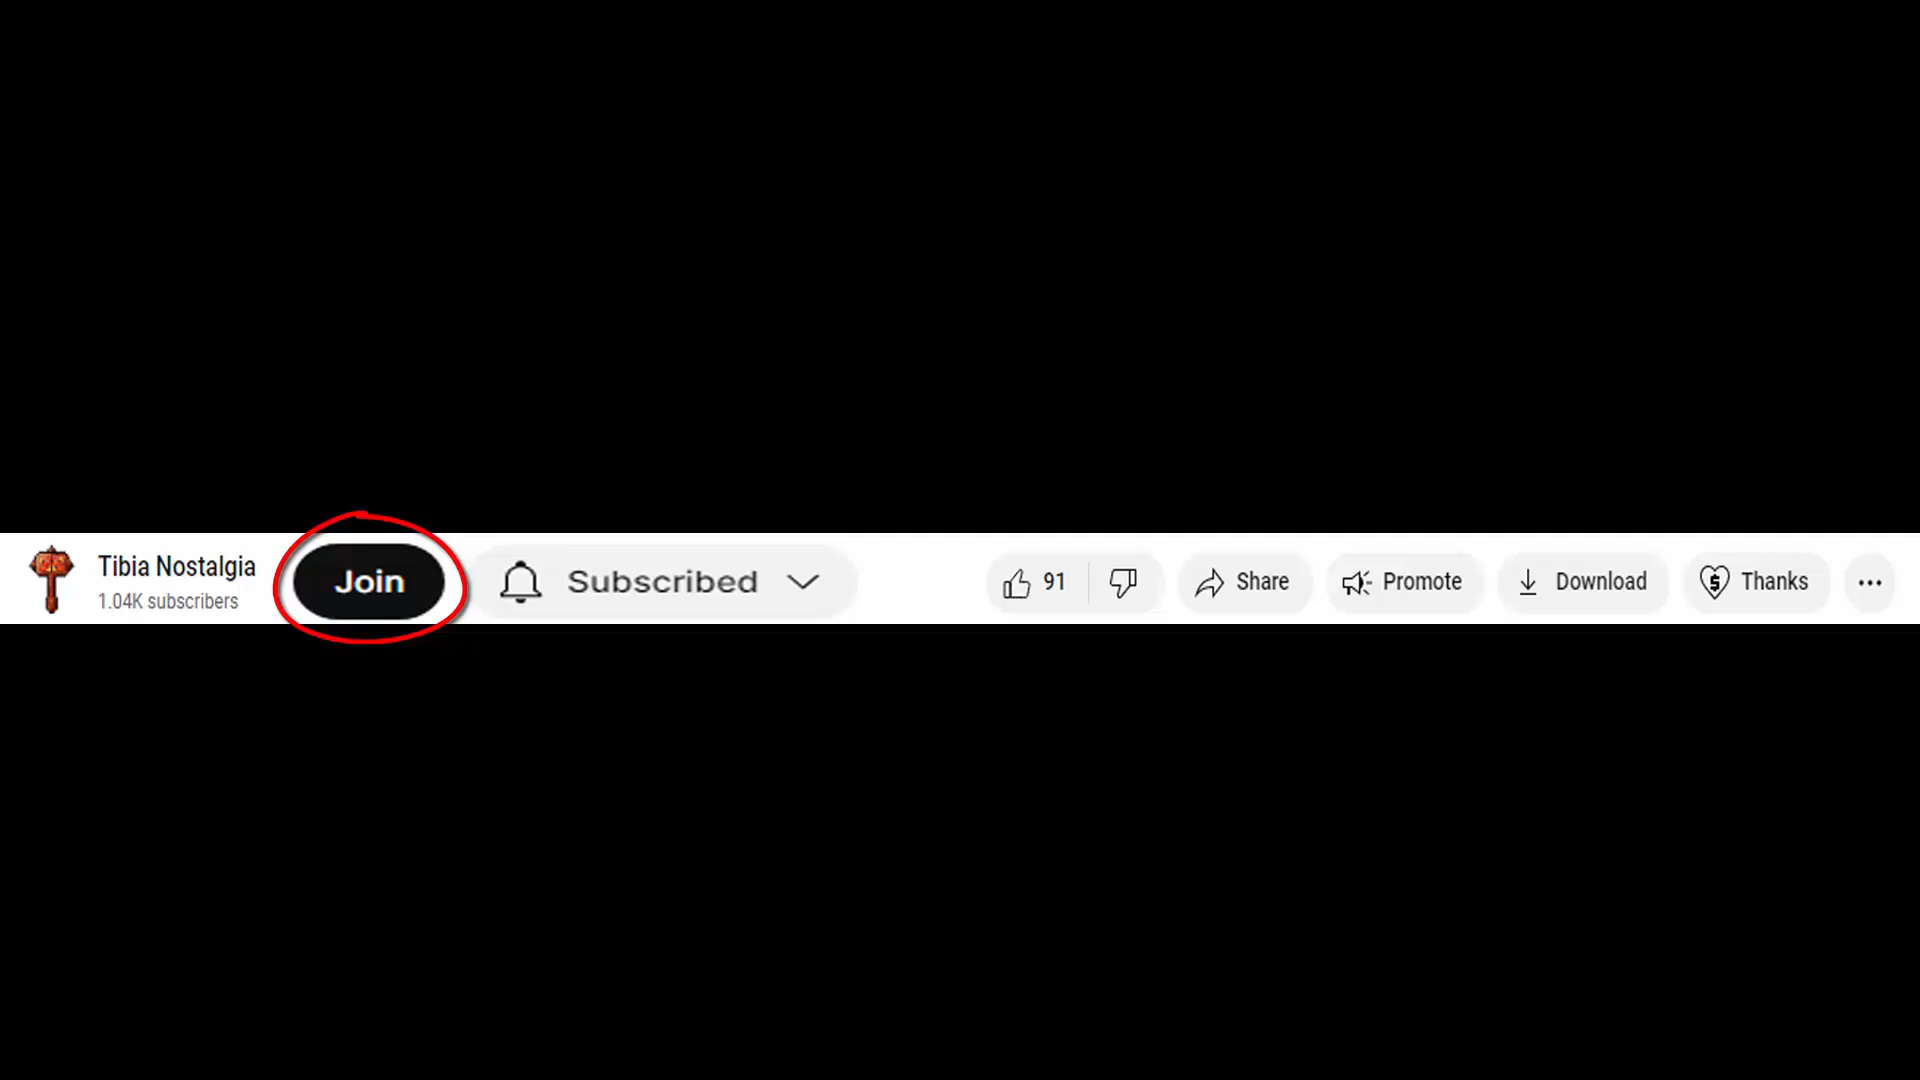 Tibia Nostalgia
1.04K subscribers
Join
Subscribed
91
Share
Promote
Download
Thanks